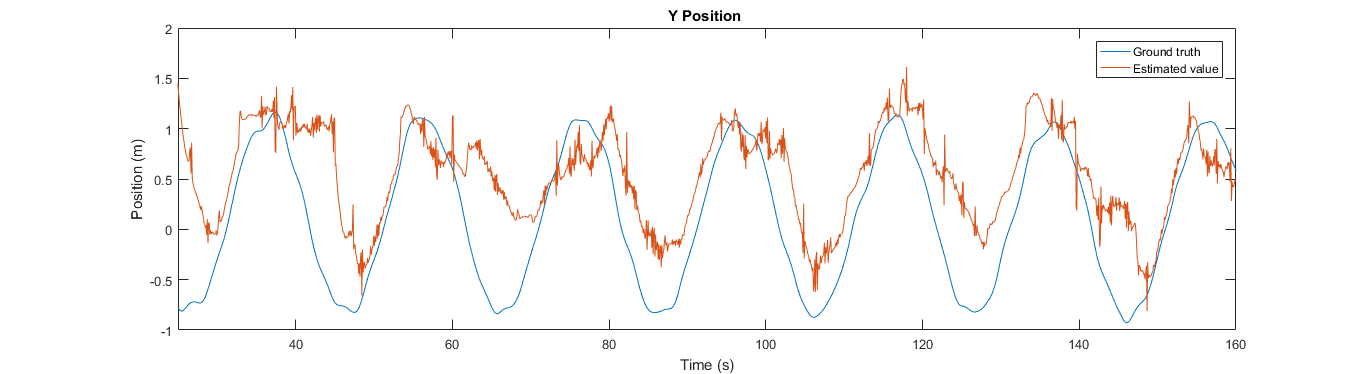 Y Position
2
1.5
1
0.5
0
-0.5
-1
Position (m)
Ground truth
Estimated value
40
60
80
100
120
140
160
Time (s)